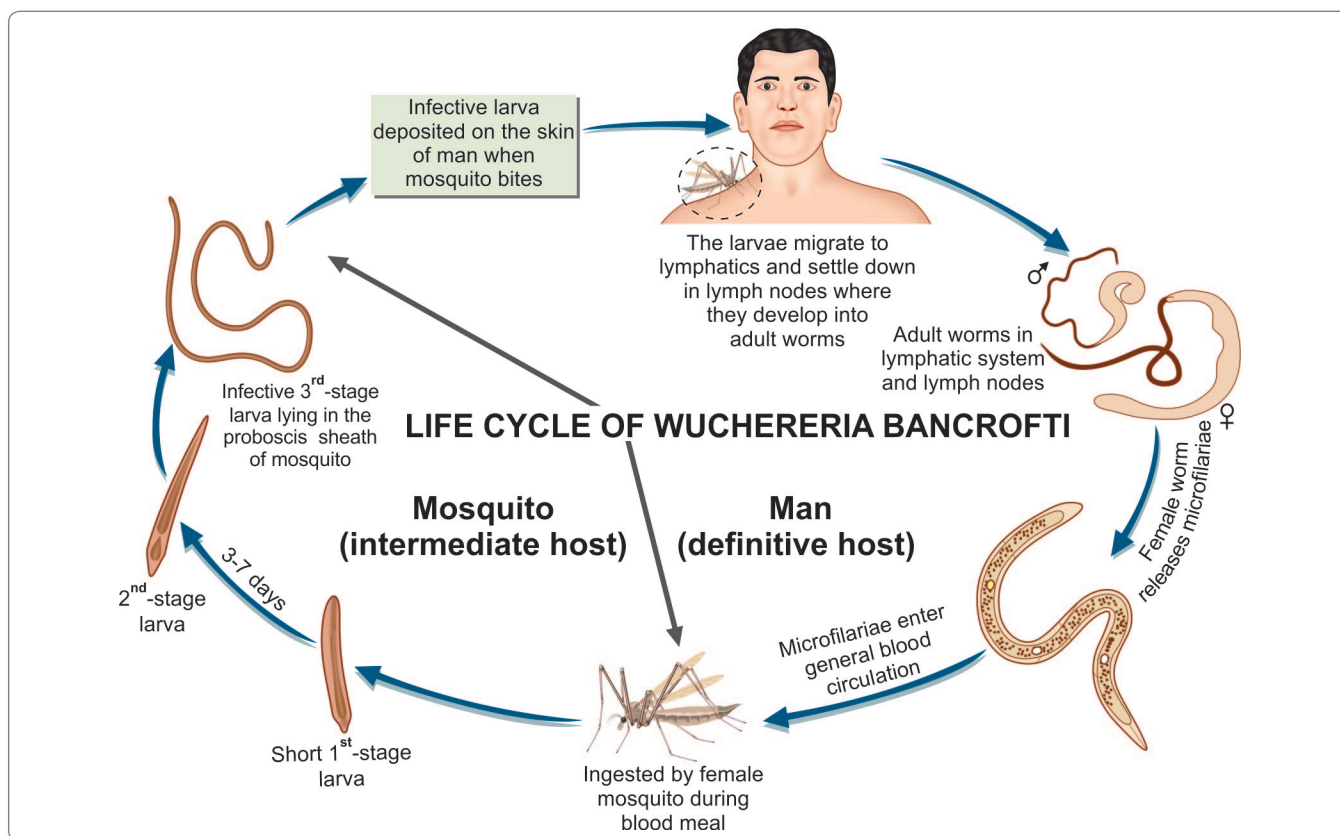 Infective larva
deposited on the skin
of man when
mosquito bites
The larvae migrate to
lymphatics and settle down
in lymph nodes where
they develop into
adult worms
♂
Adult worms in
lymphatic system
and lymph nodes
♀
Female worm
releases microfilariae
Infective 3rd-stage
larva lying in the
proboscis sheath
of mosquito
LIFE CYCLE OF WUCHERERIA BANCROFTI
Mosquito
(intermediate host)
Man
(definitive host)
Microfilariae enter
general blood
circulation
Ingested by female
mosquito during
blood meal
Short 1st-stage
larva
3-7 days
2nd-stage
larva